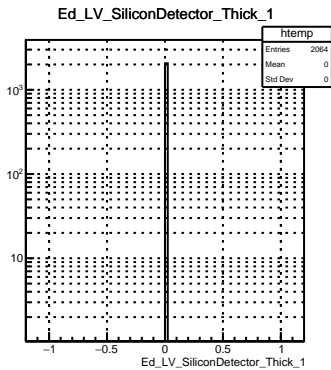 Ed_LV_SiliconDetector_Thick_1
htemp
Entries 2064
Mean 0
Std Dev 0
10³
10²
10
−1 −0.5 0 0.5 1
Ed_LV_SiliconDetector_Thick_1